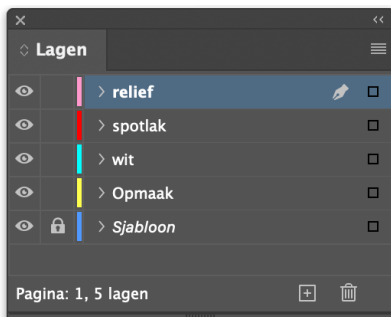 Lagen
relief
spotlak
wit
Opmaak
Sjabloon
Pagina: 1, 5 lagen